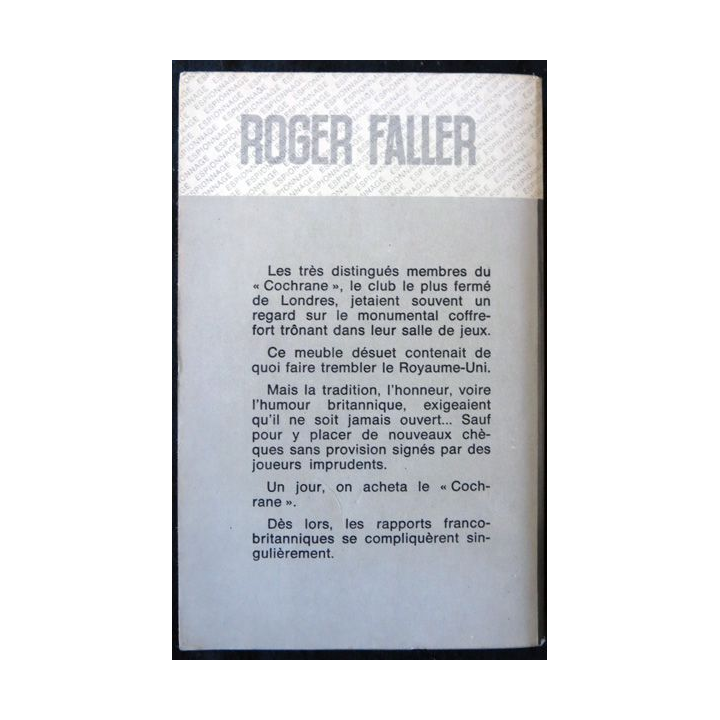 ROGER FALLER
Les très distingués membres du
« Cochrane », le club le plus fermé
de Londres, jetaient souvent un
regard sur le monumental coffre-
fort trônant dans leur salle de jeux.
Ce meuble désuet contenait de
quoi faire trembler le Royaume-Uni.
Mais la tradition, l'honneur, voire
l'humour britannique, exigeaient
qu'il ne soit jamais ouvert... Sauf
pour y placer de nouveaux chè-
ques sans provision signés par des
joueurs imprudents.
Un jour, on acheta le « Coch-
rane ».
Dès lors, les rapports franco-
britanniques se compliquèrent sin-
gulièrement.